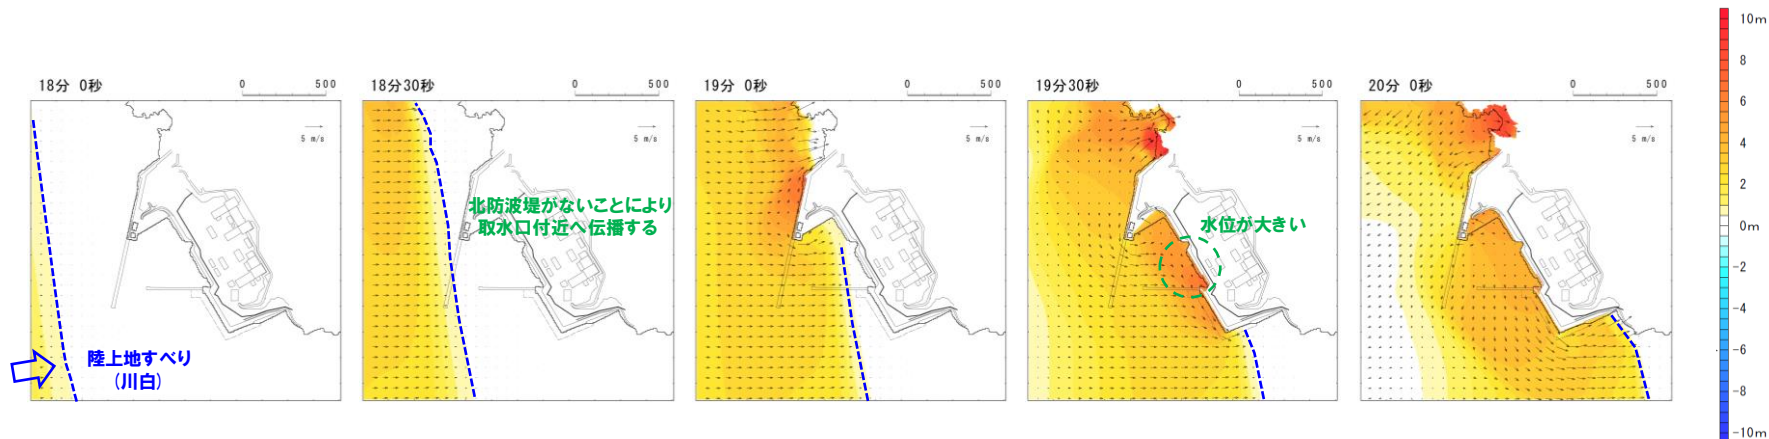 18分 0秒
0 500
5 m/s
陸上地すべり
(川白)
18分30秒
0 500
北防波堤がないことにより
取水口付近へ伝播する
19分 0秒
0 500
5 m/s
19分30秒
0 500
5 m/s
水位が大きい
20分 0秒
0 500
5 m/s
10m
8
6
4
2
0m
-2
-4
-6
-8
-10m